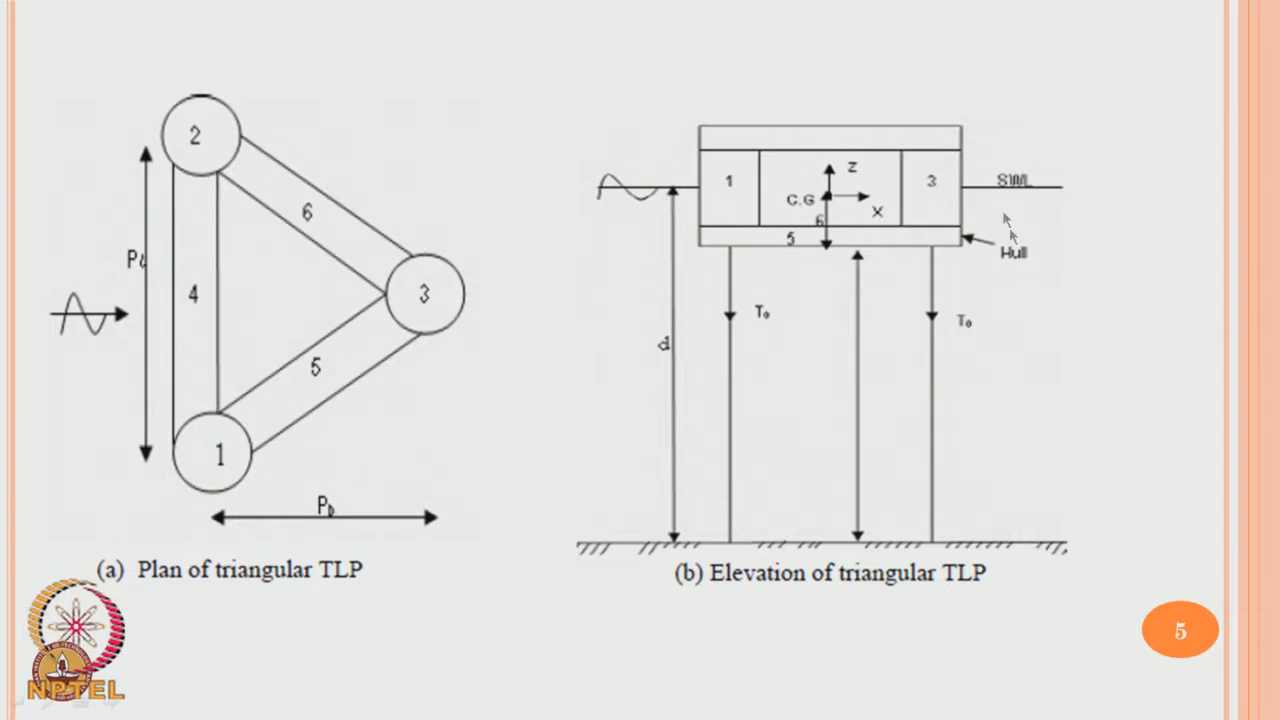 2
6
Pl
4
3
5
1
Pb
(a) Plan of triangular TLP
1
Z
3
SWL
C.G
X
6
5
Hull
To
To
d
(b) Elevation of triangular TLP
5
NPTEL